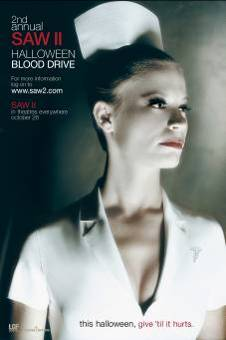 2nd
annual
SAW II
HALLOWEEN
BLOOD DRIVE
For more information
log on to
www.saw2.com
SAW II
in theatres everywhere
october 28
this halloween, give 'til it hurts.
LGF